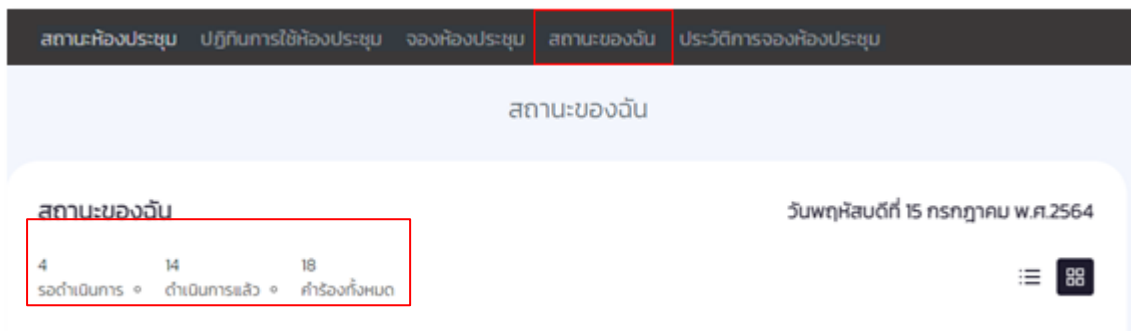 สถานะห้องประชุม ปฏิทินการใช้ห้องประชุม จองห้องประชุม สถานะของฉัน ประวัติการจองห้องประชุม
สถานะของฉัน
สถานะของฉัน วันพฤหัสบดีที่ 15 กรกฎาคม พ.ศ.2564
4 14 18
รอดำเนินการ ดำเนินการแล้ว คำร้องทั้งหมด